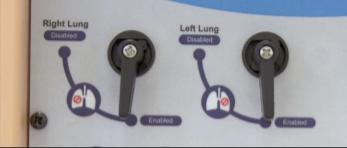 Right Lung
Disabled
Enabled
Left Lung
Disabled
Enabled